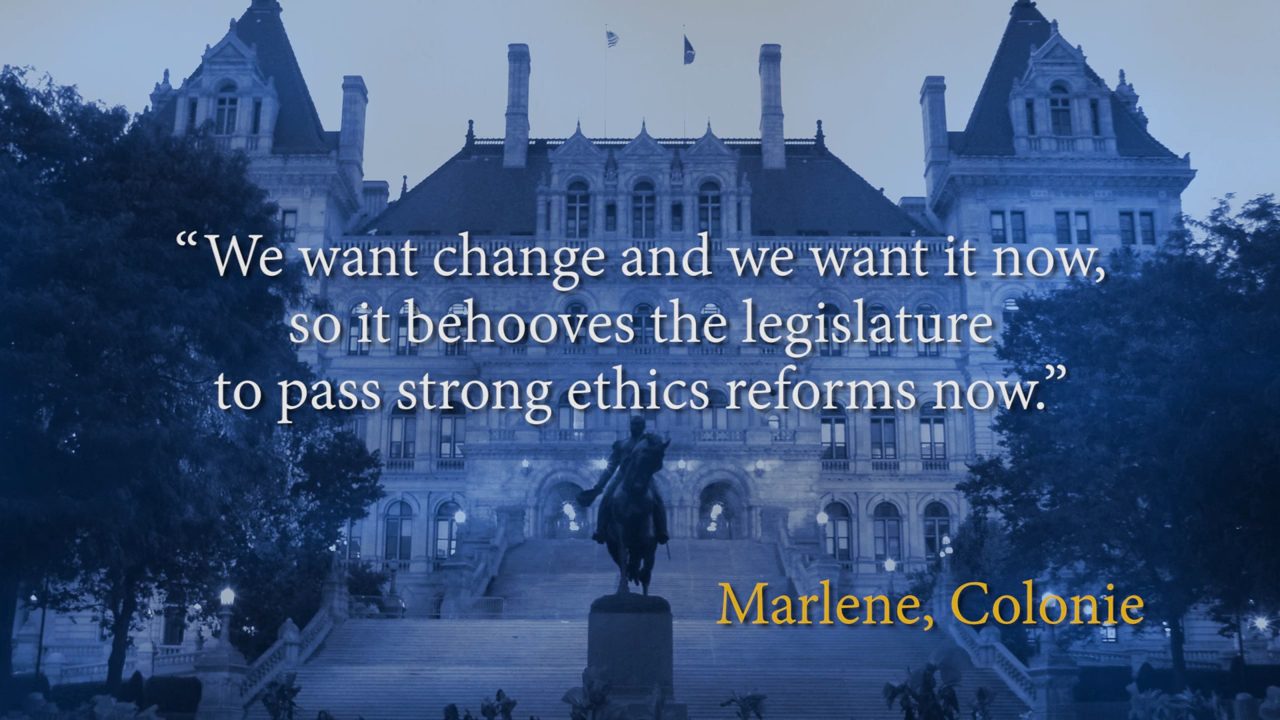 “We want change and we want it now,
so it behooves the legislature
to pass strong ethics reforms now.”
Marlene, Colonie